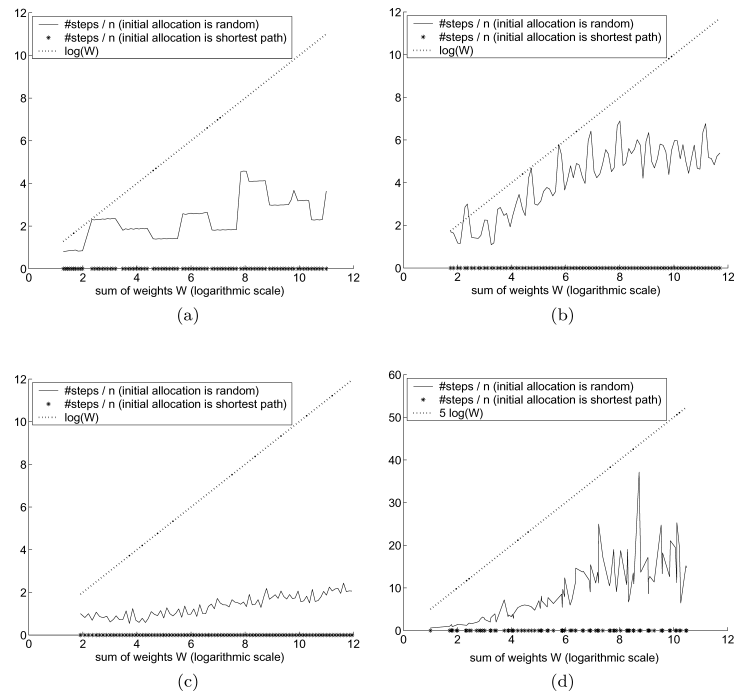 12
10
8
6
4
2
0
#steps / n (initial allocation is random)
#steps / n (initial allocation is shortest path)
log(W)
0 2 4 6 8 10 12
sum of weights W (logarithmic scale)
(a)
12
10
8
6
4
2
0
#steps / n (initial allocation is random)
#steps / n (initial allocation is shortest path)
log(W)
0 2 4 6 8 10 12
sum of weights W (logarithmic scale)
(b)
12
10
8
6
4
2
0
#steps / n (initial allocation is random)
#steps / n (initial allocation is shortest path)
log(W)
0 2 4 6 8 10 12
sum of weights W (logarithmic scale)
(c)
60
50
40
30
20
10
0
#steps / n (initial allocation is random)
#steps / n (initial allocation is shortest path)
5 log(W)
0 2 4 6 8 10 12
sum of weights W (logarithmic scale)
(d)